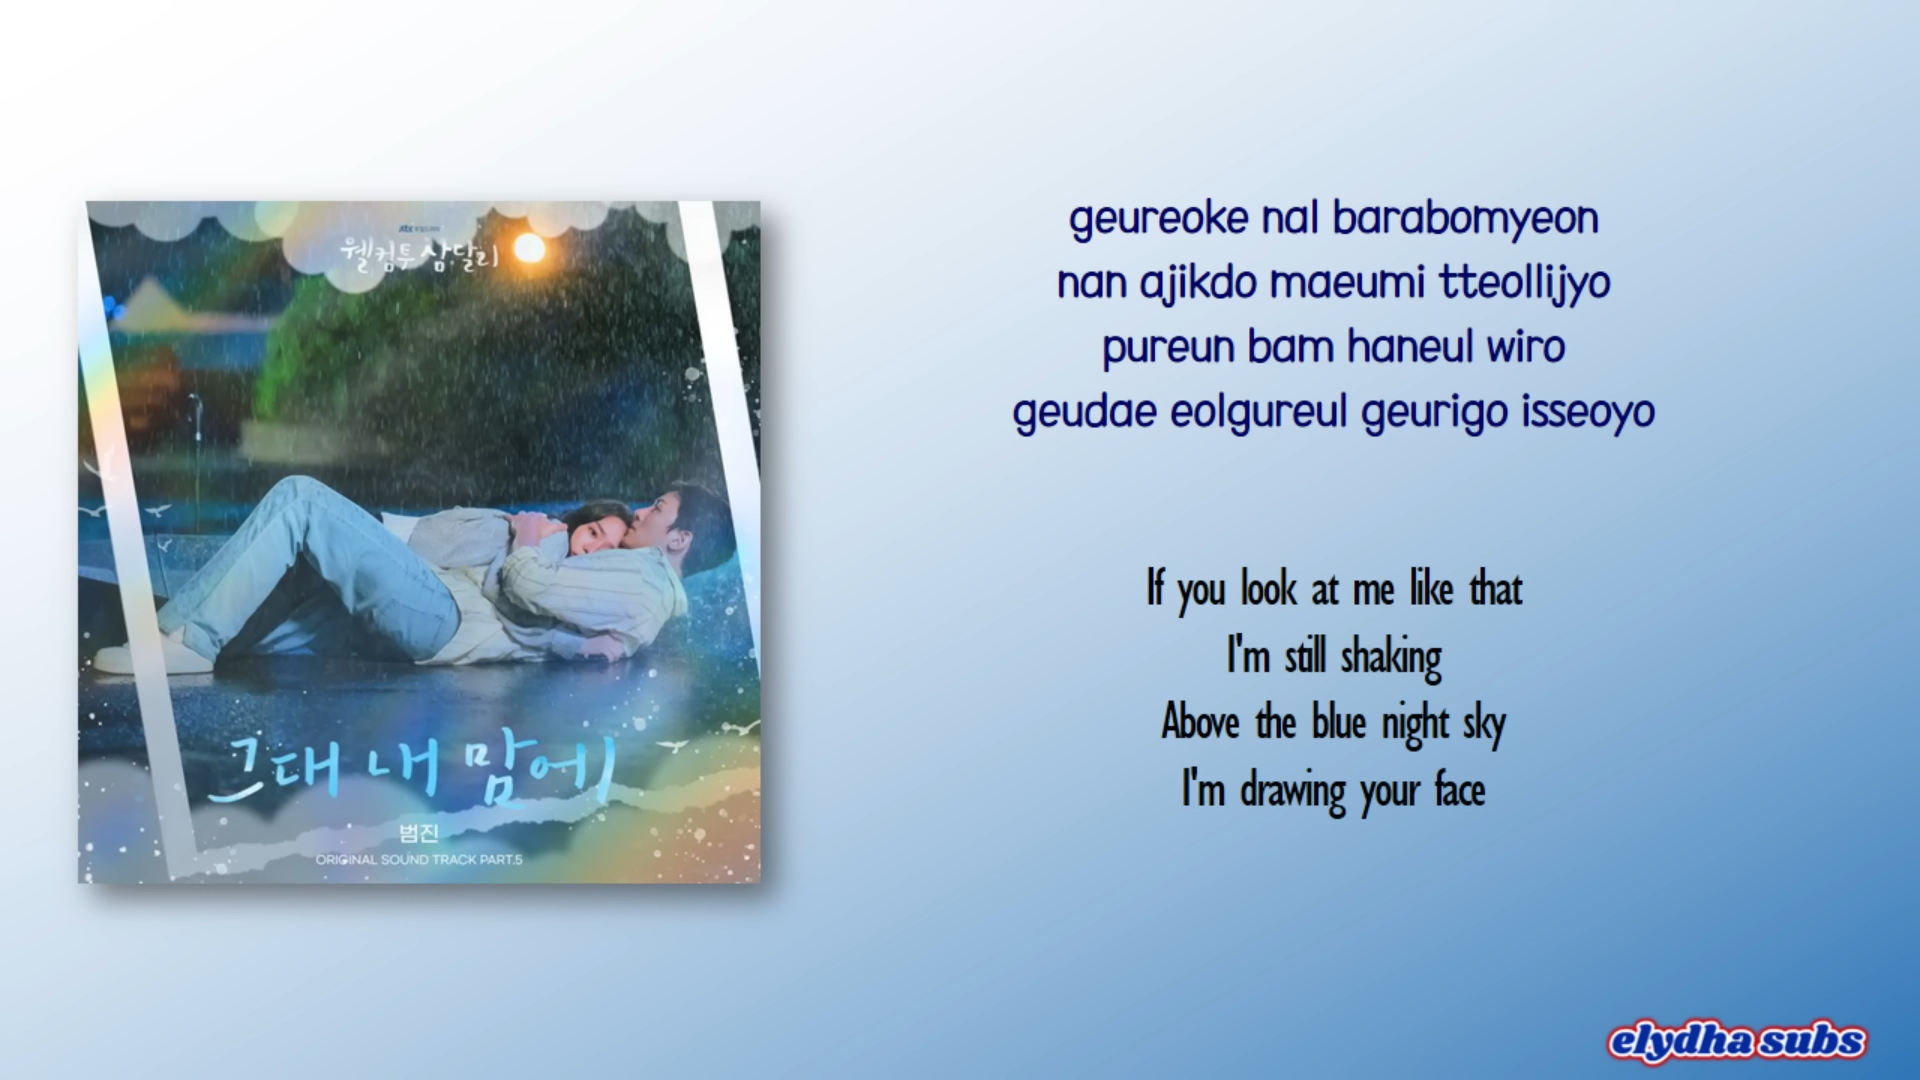 웰컴투 삼달리
그대 내 맘에
범진
ORIGINAL SOUND TRACK PART.5
geureoke nal barabomyeon
nan ajikdo maeumi tteollijyo
pureun bam haneul wiro
geudae eolgureul geurigo isseoyo
If you look at me like that
I'm still shaking
Above the blue night sky
I'm drawing your face
elydha subs